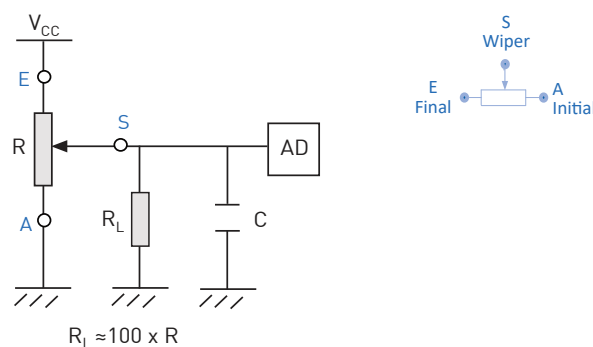 V_CC
E
R
S
A
AD
R_L
C
R_L ≈100 x R
S
Wiper
E
Final
A
Initial